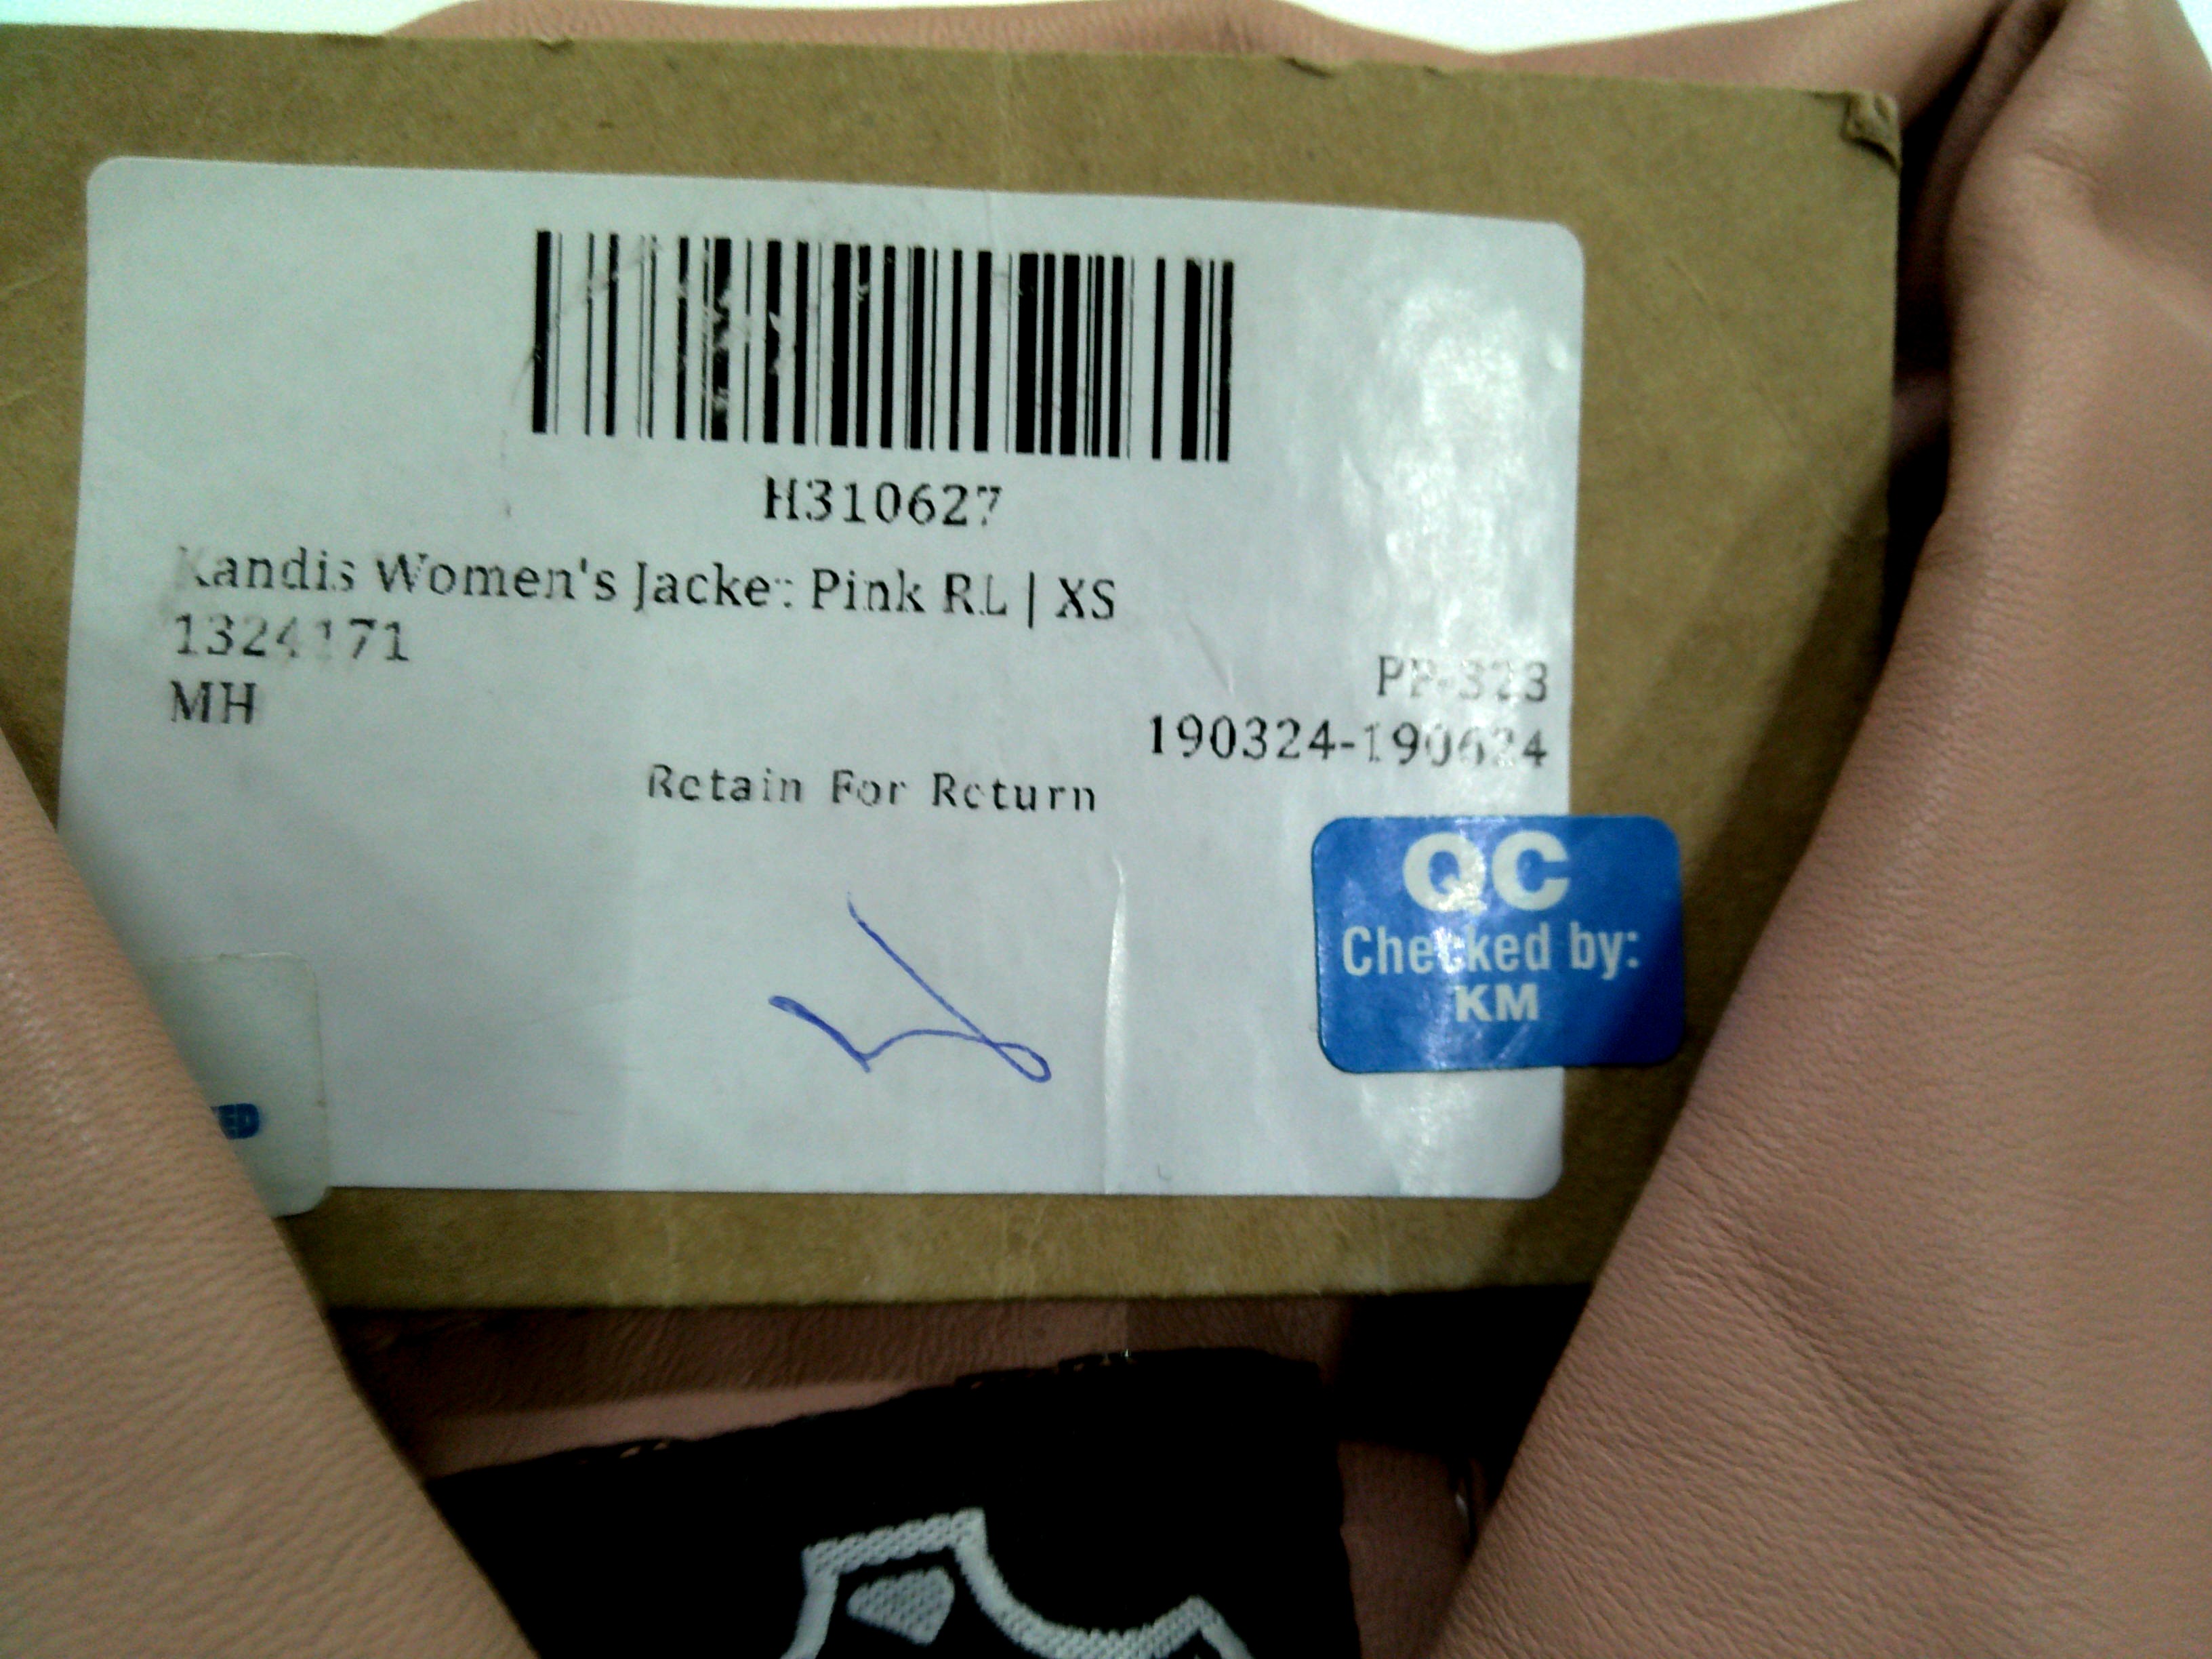 H310627
Kandis Women's Jacket Pink RL | XS
1324171
MH
PP-323
190324-190624
Retain For Return
QC
Checked by:
KM